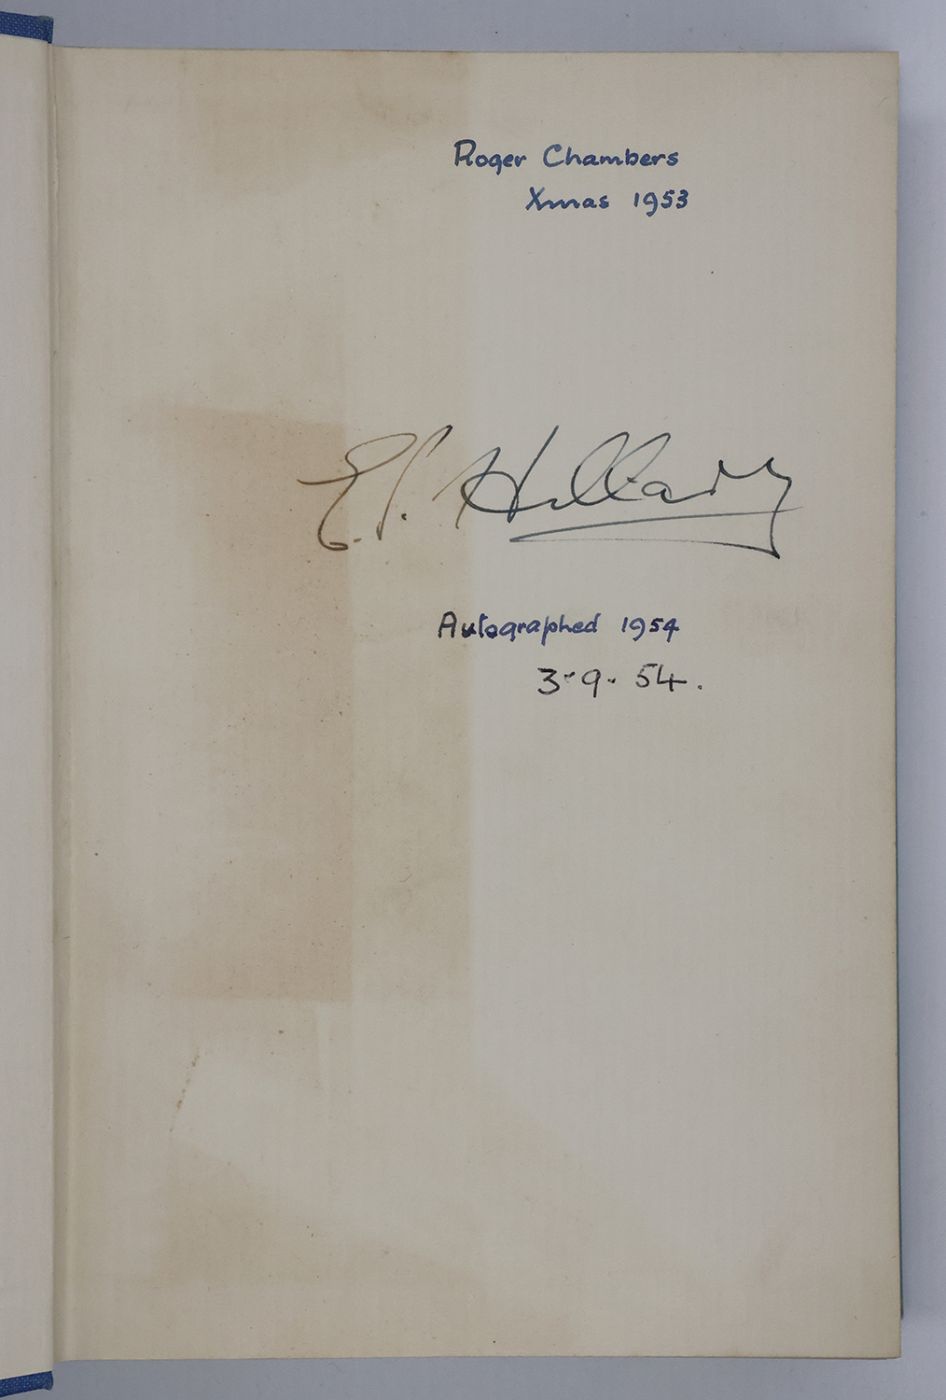 Roger Chambers
Xmas 1953
E.P. Hillary
Autographed 1954
3·9·54.